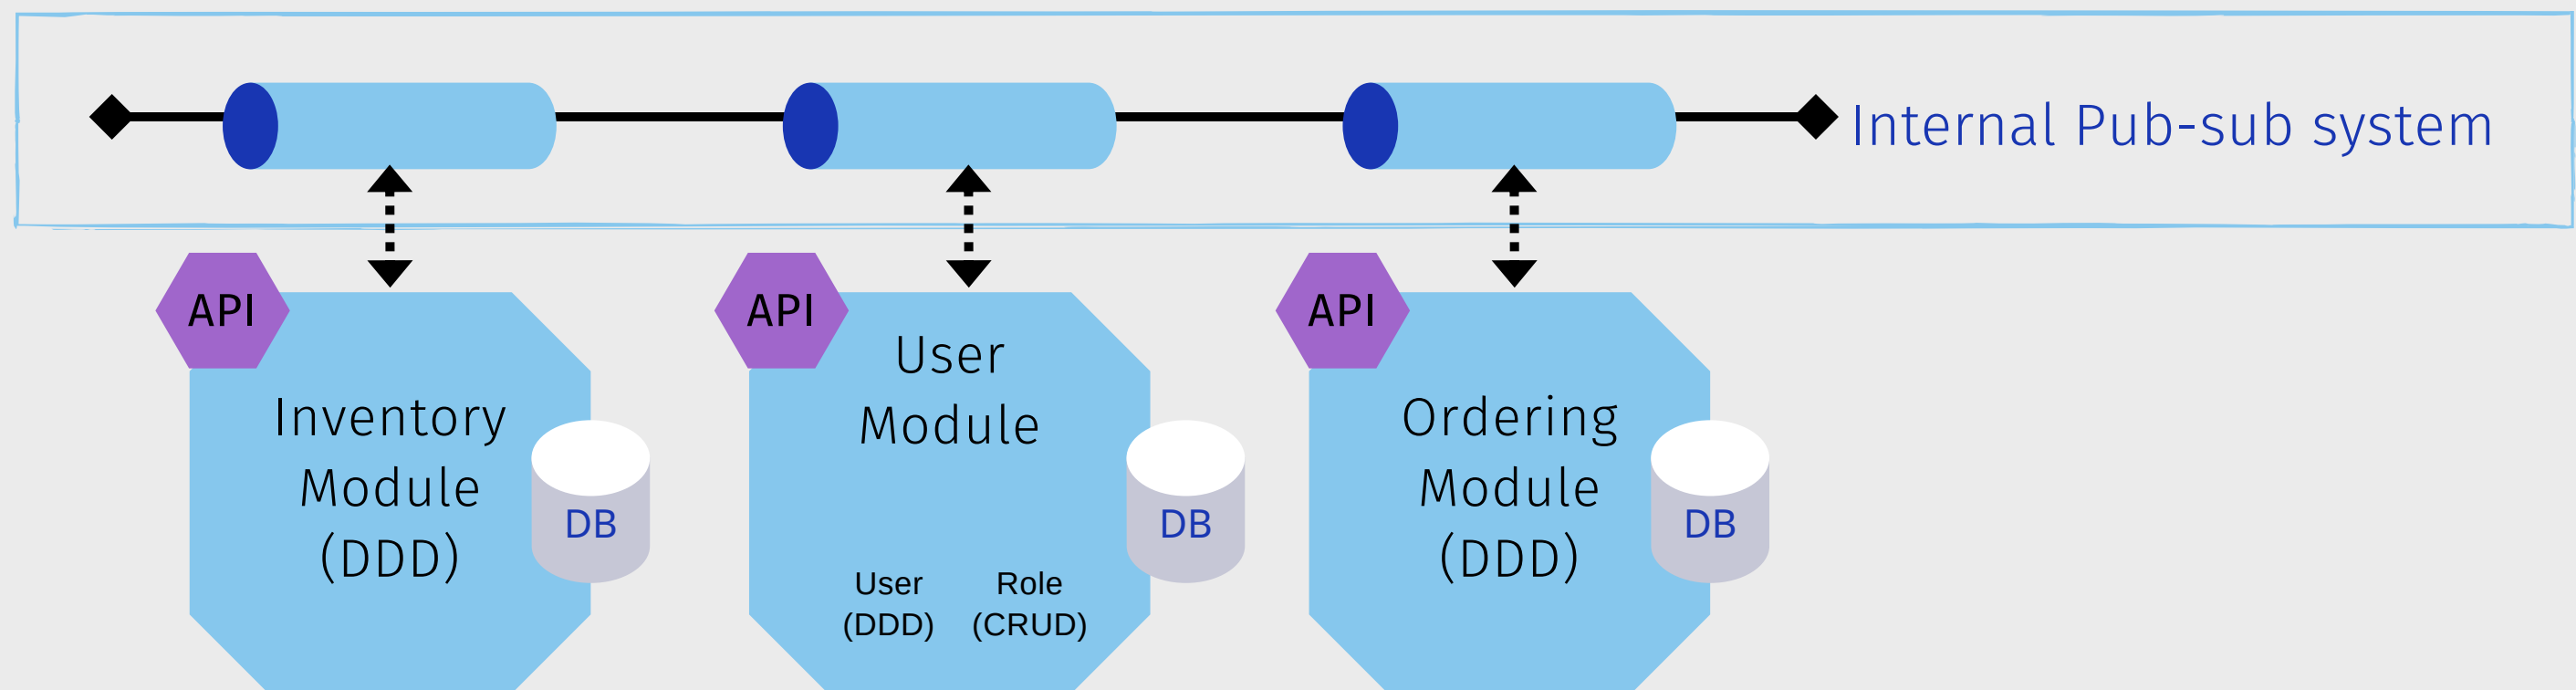 Internal Pub-sub system
API
API
API
Inventory
Module
(DDD)
DB
User
Module
User
(DDD)
Role
(CRUD)
DB
Ordering
Module
(DDD)
DB